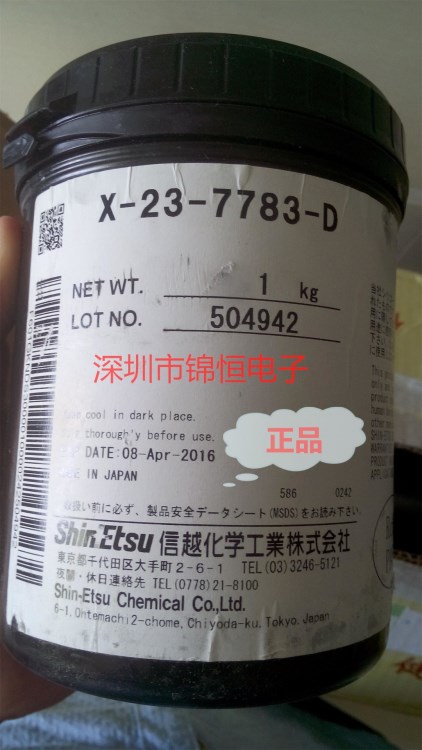 X-23-7783-D
NET WT. 1 kg
LOT NO. 504942
深圳市锦恒电子
cool in dark place.
thoroughly before use.
正品
DATE:08-Apr-2016
IN JAPAN
586 0242
扱い前に必ず、製品安全データシート(MSDS)をお読み下さい。
ShinEtsu 信越化学工業株式会社
東京都千代田区大手町2-6-1 TEL(03)3246-5121
夜間・休日連絡先 TEL(0778)21-8100
Shin-Etsu Chemical Co.,Ltd.
6-1,Ohtemachi 2-chome,Chiyoda-ku,Tokyo,Japan